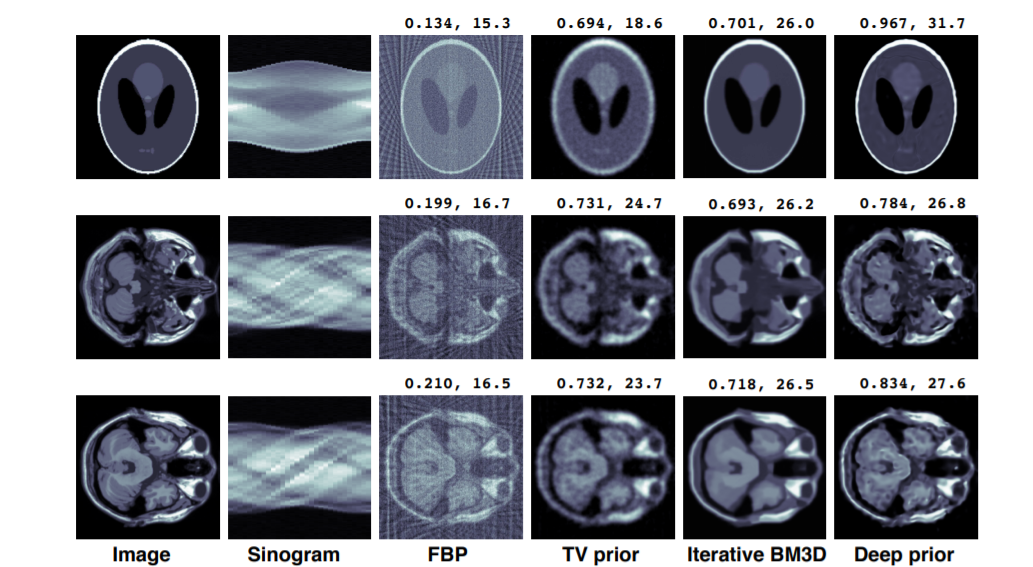 0.134, 15.3 0.694, 18.6 0.701, 26.0 0.967, 31.7
0.199, 16.7 0.731, 24.7 0.693, 26.2 0.784, 26.8
0.210, 16.5 0.732, 23.7 0.718, 26.5 0.834, 27.6
Image Sinogram FBP TV prior Iterative BM3D Deep prior